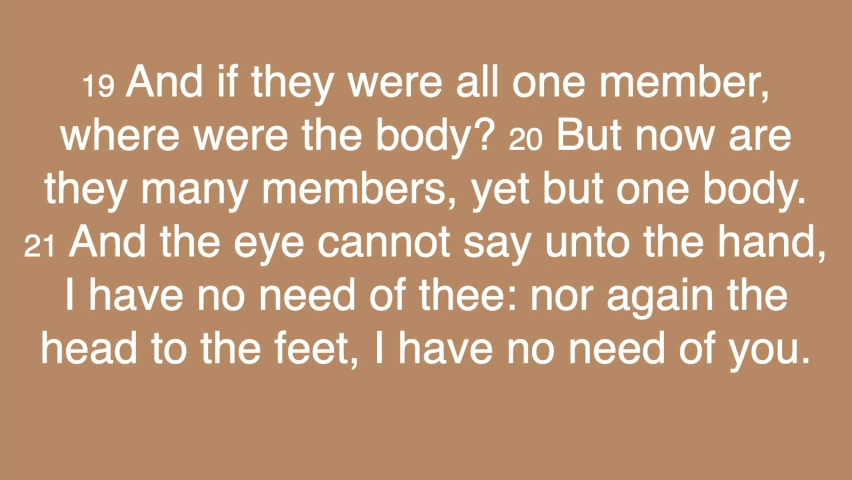 19 And if they were all one member,
where were the body? 20 But now are
they many members, yet but one body.
21 And the eye cannot say unto the hand,
I have no need of thee: nor again the
head to the feet, I have no need of you.